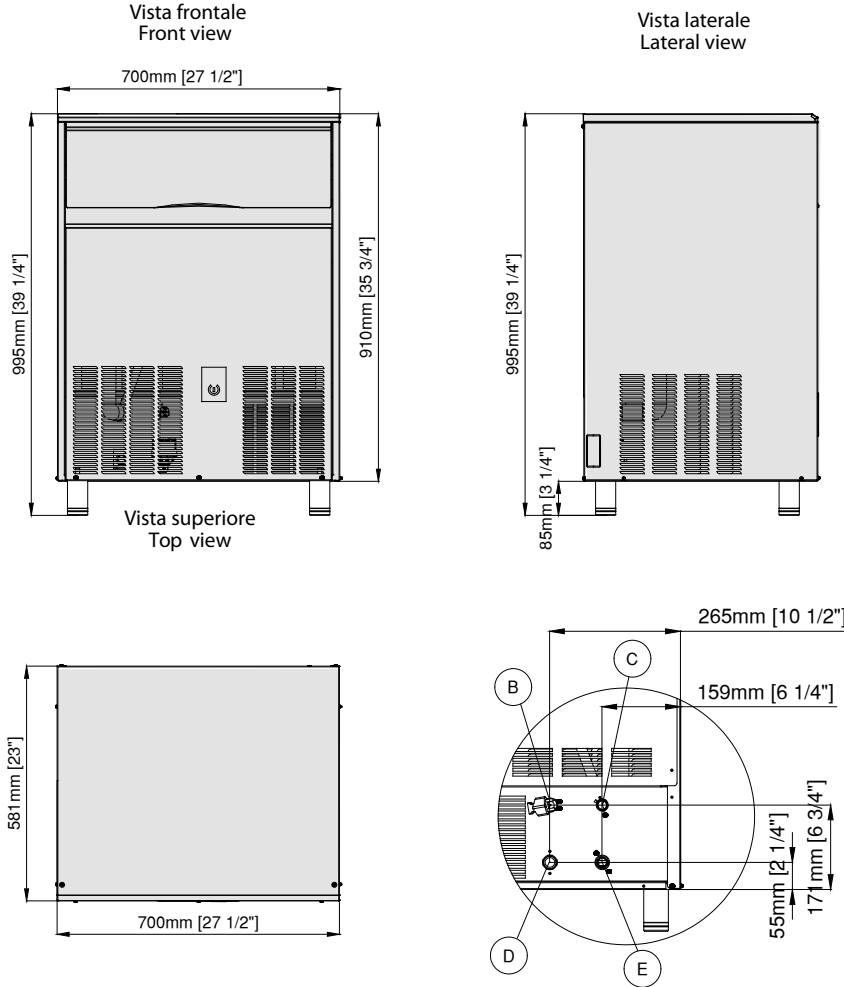 Vista frontale
Front view
Vista laterale
Lateral view
700mm [27 1/2"]
995mm [39 1/4"]
910mm [35 3/4"]
995mm [39 1/4"]
85mm [3 1/4"]
Vista superiore
Top view
581mm [23"]
700mm [27 1/2"]
265mm [10 1/2"]
159mm [6 1/4"]
B
C
55mm [2 1/4"]
171mm [6 3/4"]
D
E